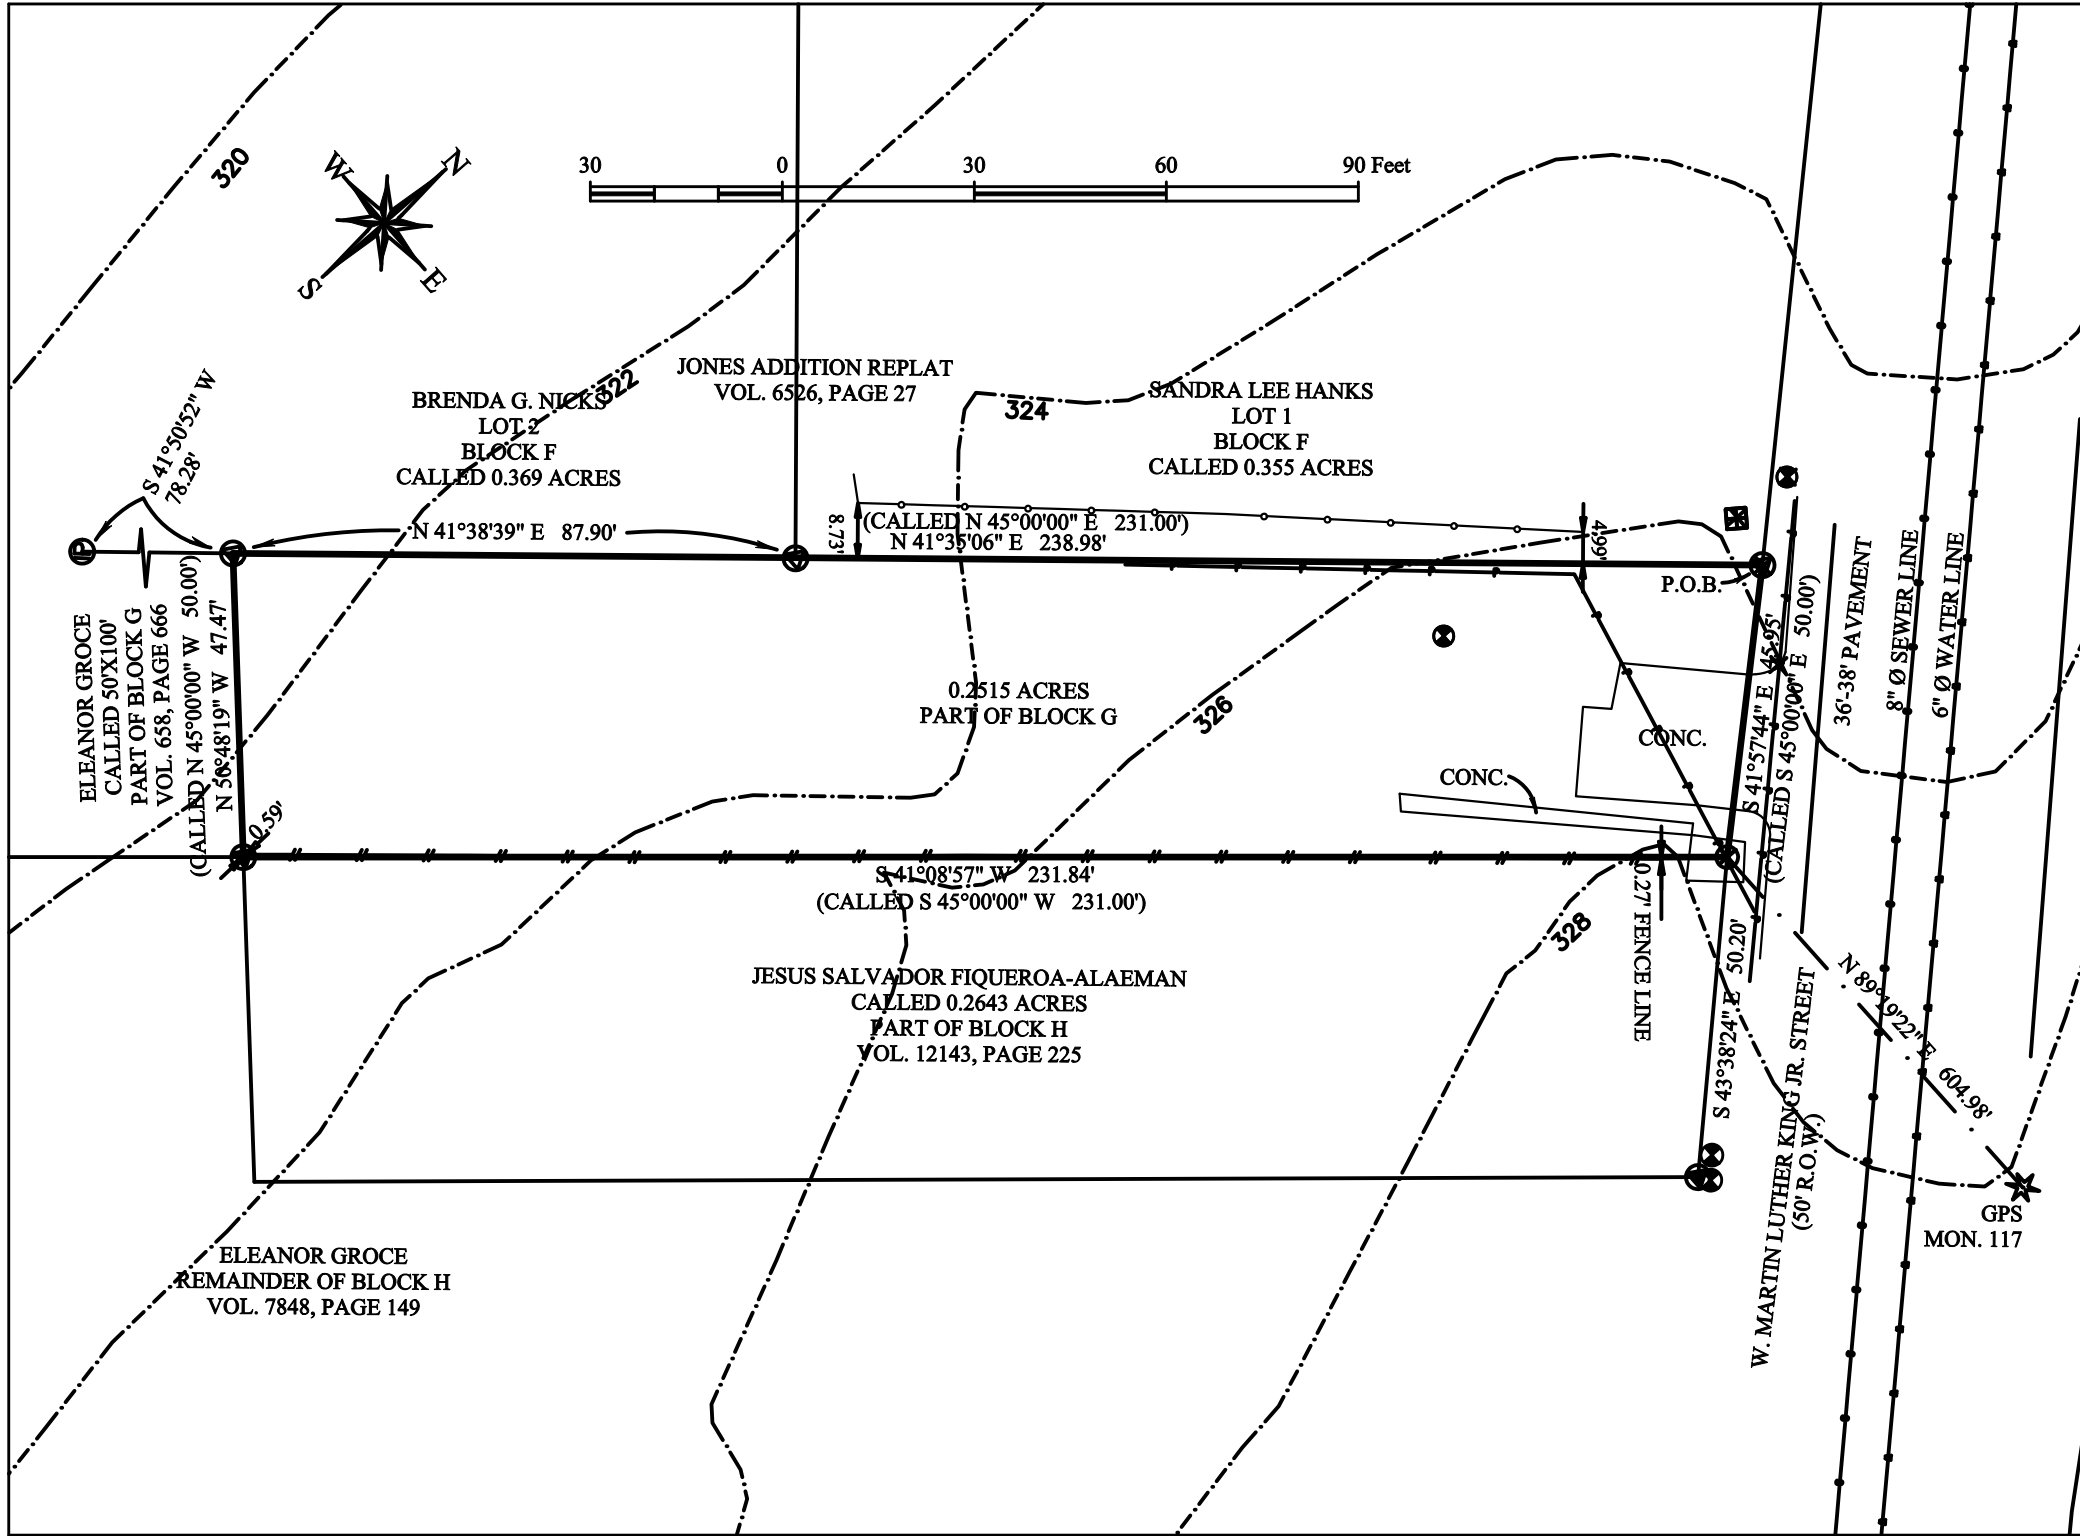 320
W
N
S
E
30
0
30
60
90 Feet
JONES ADDITION REPLAT
VOL. 6526, PAGE 27
BRENDA G. NICKS
LOT 2
BLOCK F
CALLED 0.369 ACRES
322
324
SANDRA LEE HANKS
LOT 1
BLOCK F
CALLED 0.355 ACRES
S 41°50'52" W
78.28'
P
N 41°38'39" E 87.90'
8.73'
(CALLED N 45°00'00" E 231.00')
N 41°35'06" E 238.98'
4.99'
P.O.B.
ELEANOR GROCE
CALLED 50'X100'
PART OF BLOCK G
VOL. 658, PAGE 666
(CALLED N 45°00'00" W 50.00')
N 50°48'19" W 47.47'
0.59'
0.2515 ACRES
PART OF BLOCK G
326
CONC.
CONC.
S 41°57'44" E 45.95'
(CALLED S 45°00'00" E 50.00')
36'-38' PAVEMENT
8" Ø SEWER LINE
6" Ø WATER LINE
S 41°08'57" W 231.84'
(CALLED S 45°00'00" W 231.00')
0.27' FENCE LINE
328
JESUS SALVADOR FIQUEROA-ALAEMAN
CALLED 0.2643 ACRES
PART OF BLOCK H
VOL. 12143, PAGE 225
S 43°38'24" E 50.20'
W. MARTIN LUTHER KING JR. STREET
(50' R.O.W.)
N 89°19'22" E 604.98'
GPS
MON. 117
ELEANOR GROCE
REMAINDER OF BLOCK H
VOL. 7848, PAGE 149